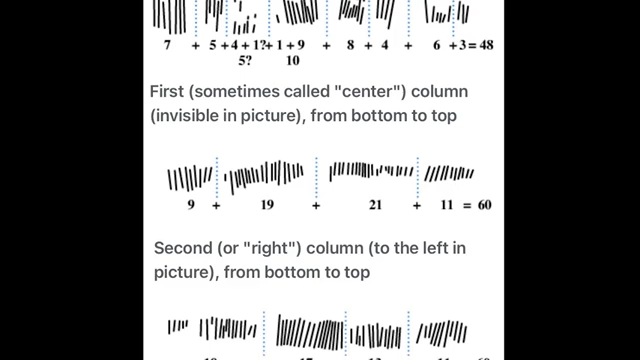 7 + 5 + 4 + 1? + 1 + 9 + 8 + 4 + 6 + 3 = 48
5? 10
First (sometimes called "center") column
(invisible in picture), from bottom to top
9 + 19 + 21 + 11 = 60
Second (or "right") column (to the left in
picture), from bottom to top